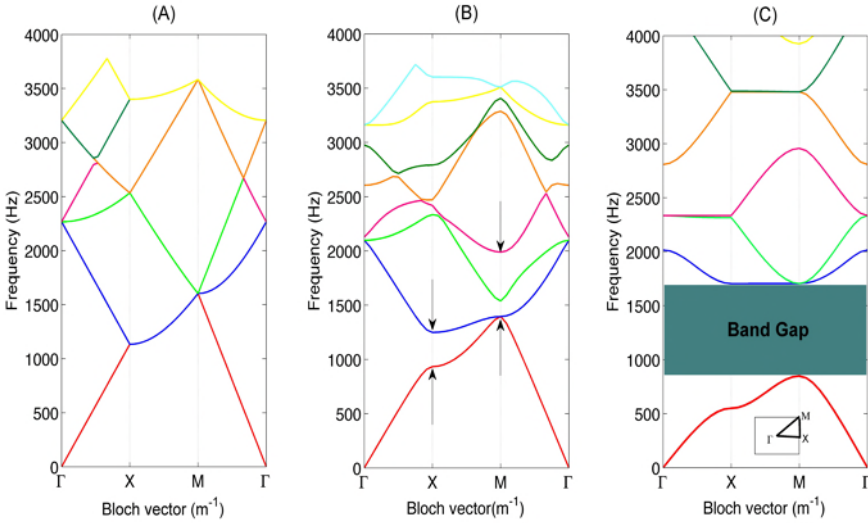 (A)
4000
3500
3000
2500
2000
1500
1000
500
0
Frequency (Hz)
Γ X M Γ
Bloch vector (m⁻¹)
(B)
4000
3500
3000
2500
2000
1500
1000
500
0
Frequency (Hz)
Γ X M Γ
Bloch vector(m⁻¹)
(C)
4000
3500
3000
2500
2000
1500
1000
500
0
Frequency (Hz)
Band Gap
M
Γ X
Γ X M Γ
Bloch vector (m⁻¹)